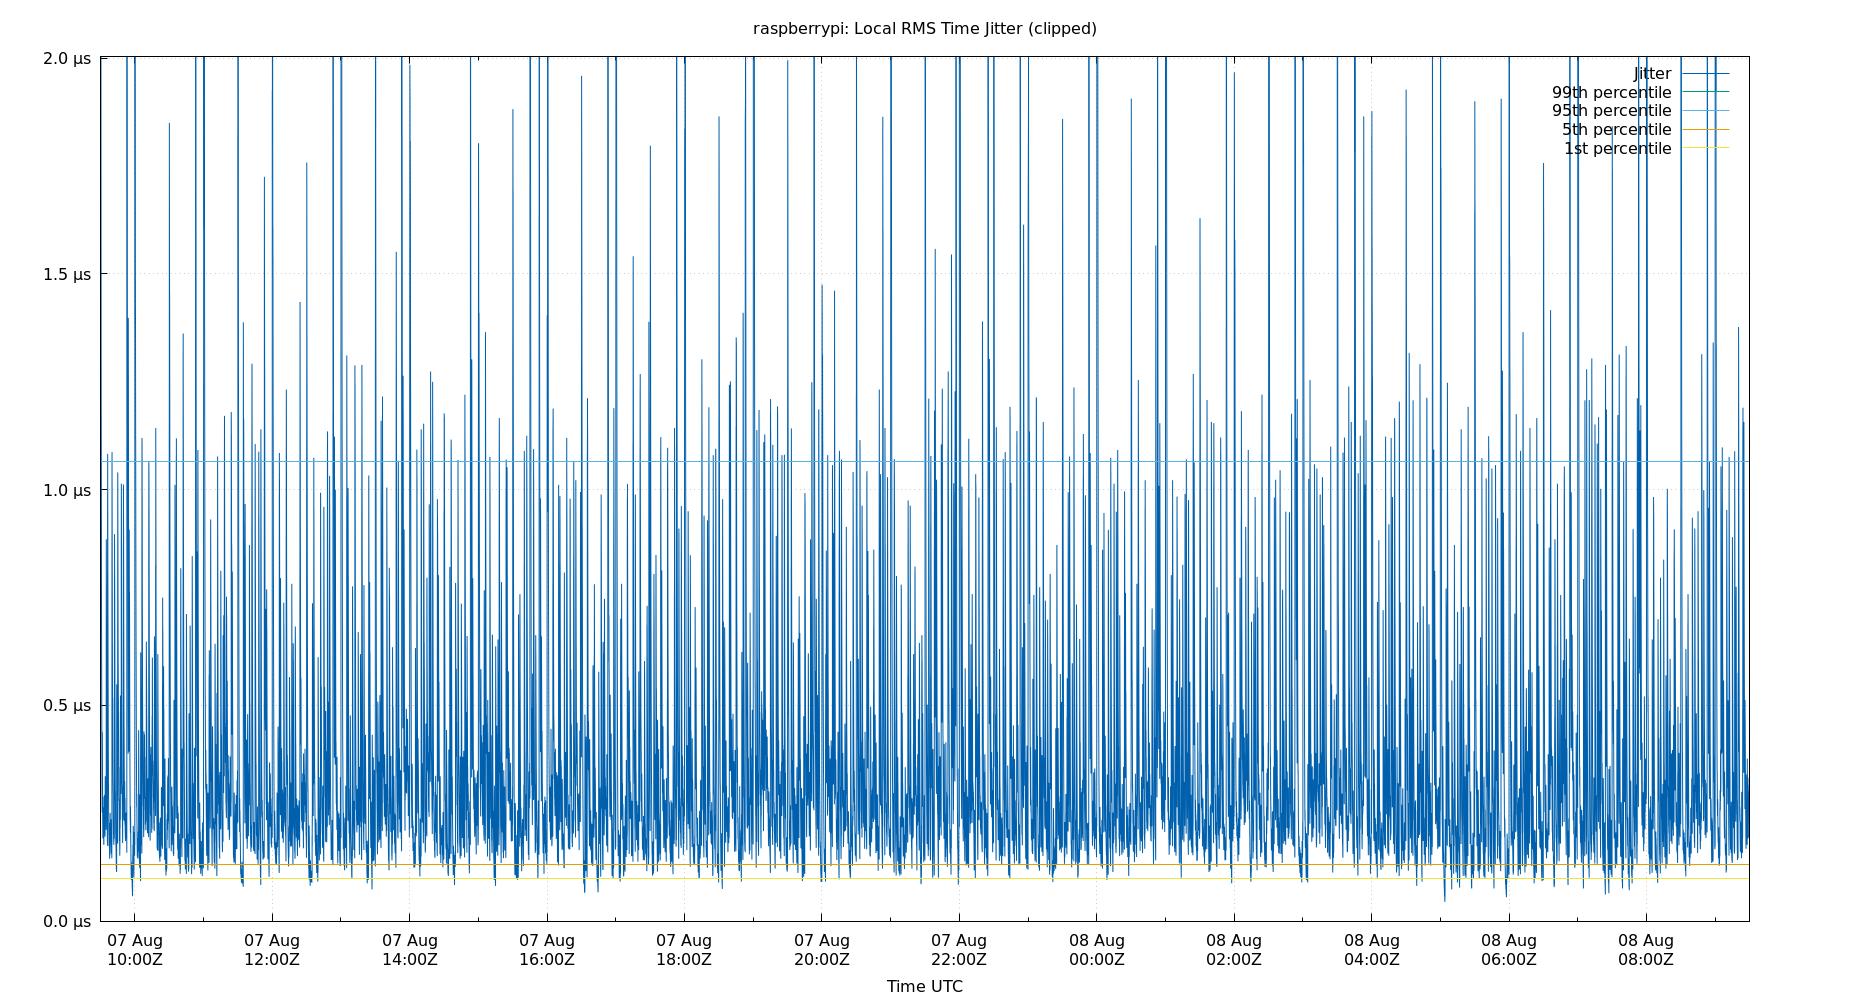 raspberrypi: Local RMS Time Jitter (clipped)
2.0 µs
1.5 µs
1.0 µs
0.5 µs
0.0 µs
Jitter
99th percentile
95th percentile
5th percentile
1st percentile
07 Aug 07 Aug 07 Aug 07 Aug 07 Aug 07 Aug 07 Aug 08 Aug 08 Aug 08 Aug 08 Aug 08 Aug
10:00Z 12:00Z 14:00Z 16:00Z 18:00Z 20:00Z 22:00Z 00:00Z 02:00Z 04:00Z 06:00Z 08:00Z
Time UTC